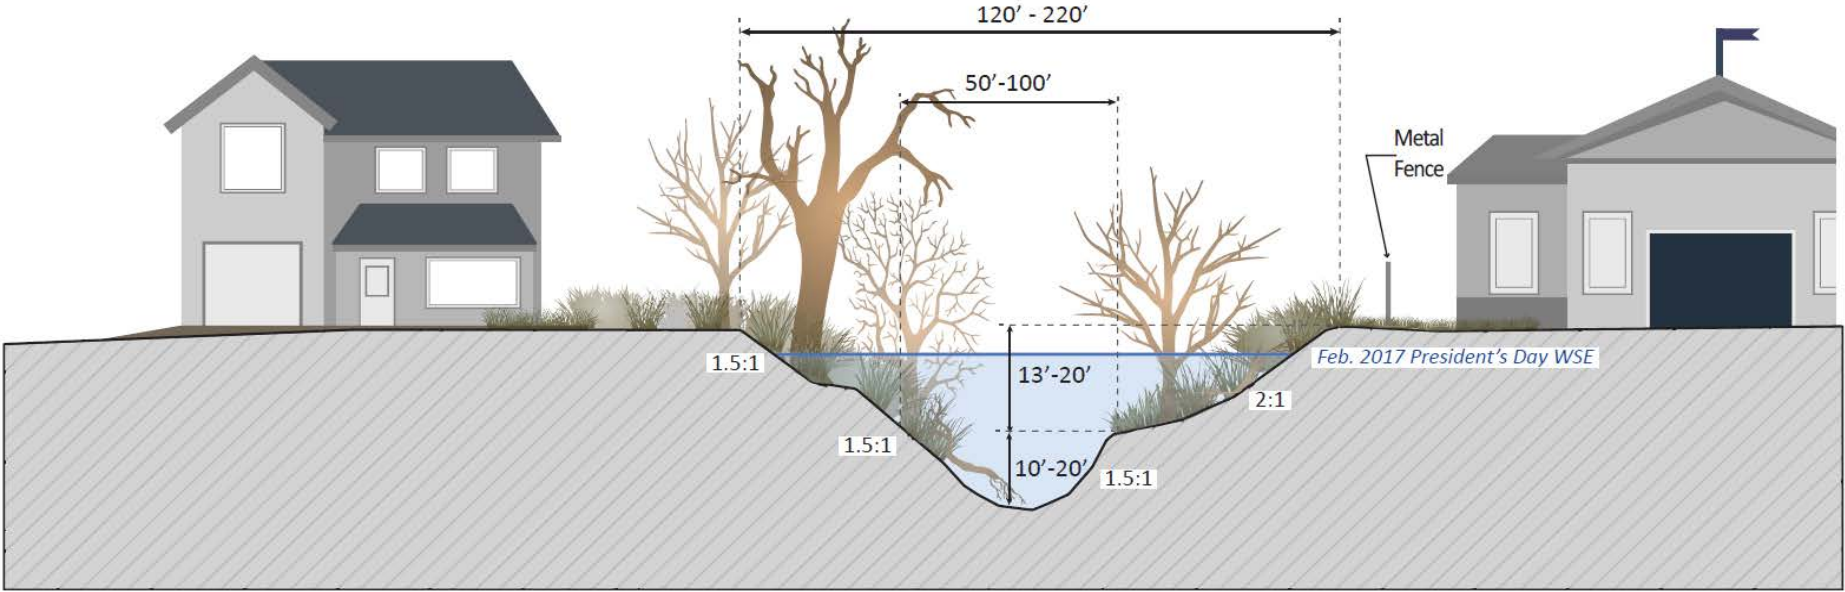 120’ - 220’
50’-100’
Metal
Fence
1.5:1
Feb. 2017 President’s Day WSE
13’-20’
2:1
1.5:1
10’-20’
1.5:1